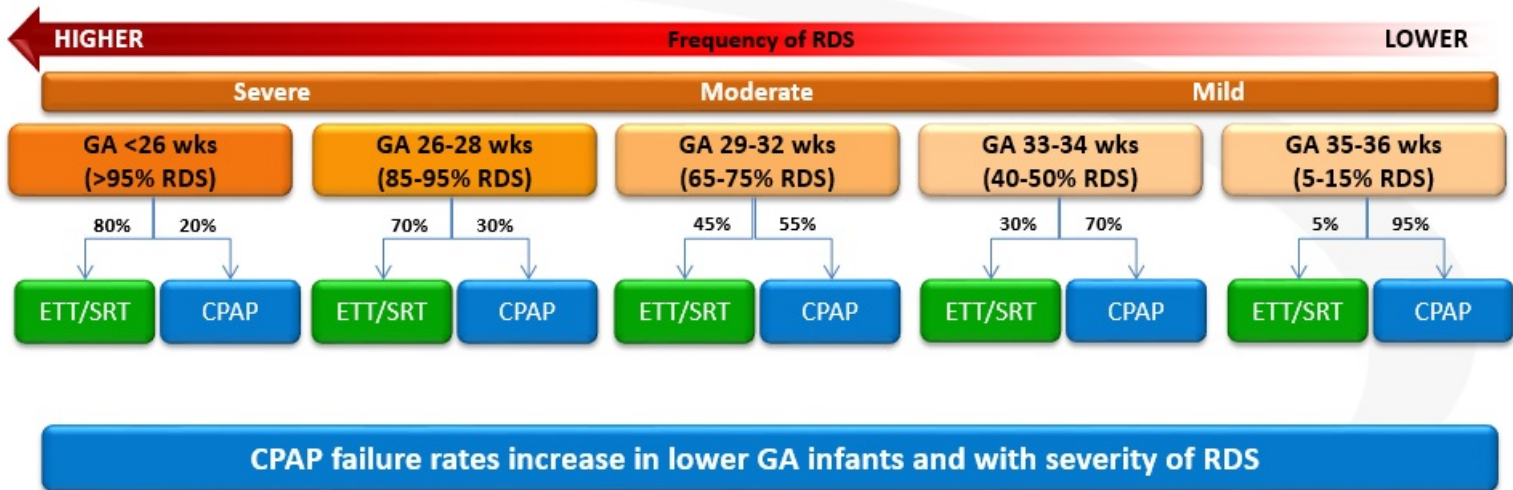 HIGHER Frequency of RDS LOWER
Severe Moderate Mild
GA <26 wks
(>95% RDS)
GA 26-28 wks
(85-95% RDS)
GA 29-32 wks
(65-75% RDS)
GA 33-34 wks
(40-50% RDS)
GA 35-36 wks
(5-15% RDS)
80% 20%
70% 30%
45% 55%
30% 70%
5% 95%
ETT/SRT CPAP
ETT/SRT CPAP
ETT/SRT CPAP
ETT/SRT CPAP
ETT/SRT CPAP
CPAP failure rates increase in lower GA infants and with severity of RDS